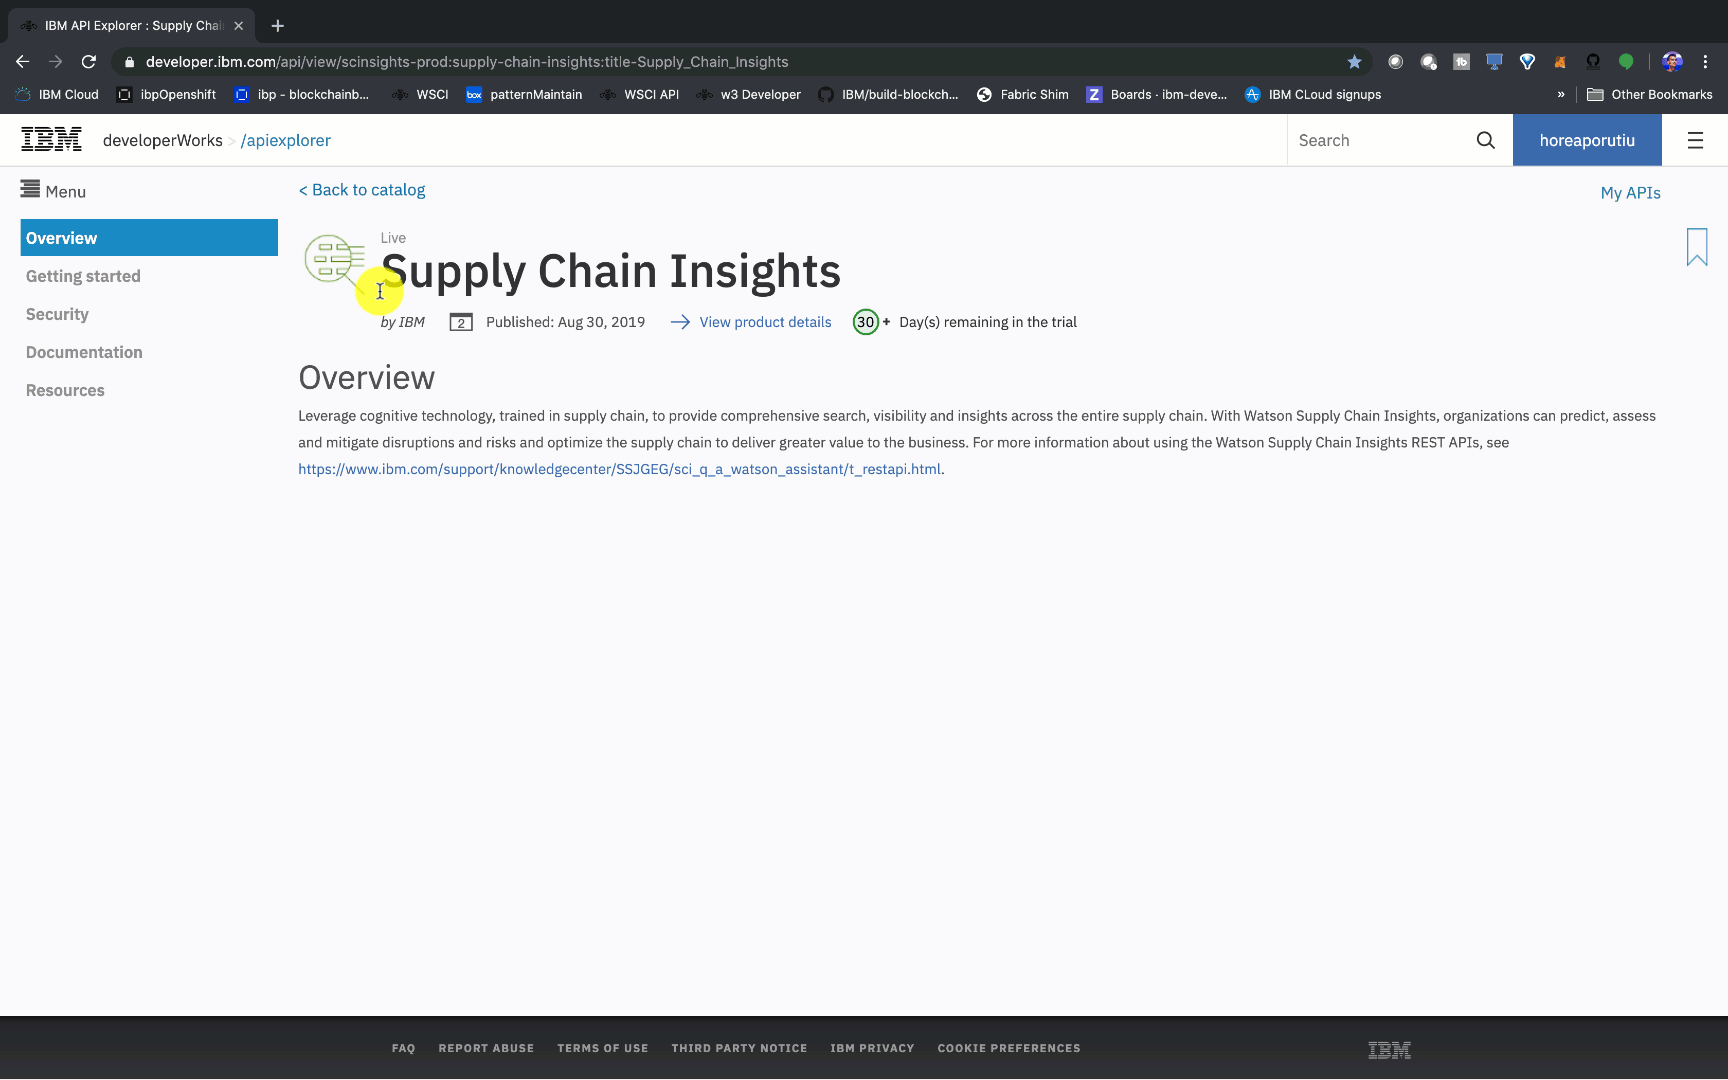 IBM API Explorer : Supply Chai
developer.ibm.com/api/view/scinsights-prod:supply-chain-insights:title-Supply_Chain_Insights
IBM Cloud ibpOpenshift ibp - blockchainb... WSCI box patternMaintain WSCI API w3 Developer IBM/build-blockch... Fabric Shim Z Boards · ibm-deve... IBM CLoud signups » Other Bookmarks
IBM developerWorks > /apiexplorer Search horeaporutiu
Menu < Back to catalog My APIs
Overview
Getting started
Security
Documentation
Resources
Live
Supply Chain Insights
by IBM 2 Published: Aug 30, 2019 View product details 30 + Day(s) remaining in the trial
Overview
Leverage cognitive technology, trained in supply chain, to provide comprehensive search, visibility and insights across the entire supply chain. With Watson Supply Chain Insights, organizations can predict, assess
and mitigate disruptions and risks and optimize the supply chain to deliver greater value to the business. For more information about using the Watson Supply Chain Insights REST APIs, see
https://www.ibm.com/support/knowledgecenter/SSJGEG/sci_q_a_watson_assistant/t_restapi.html.
FAQ REPORT ABUSE TERMS OF USE THIRD PARTY NOTICE IBM PRIVACY COOKIE PREFERENCES IBM